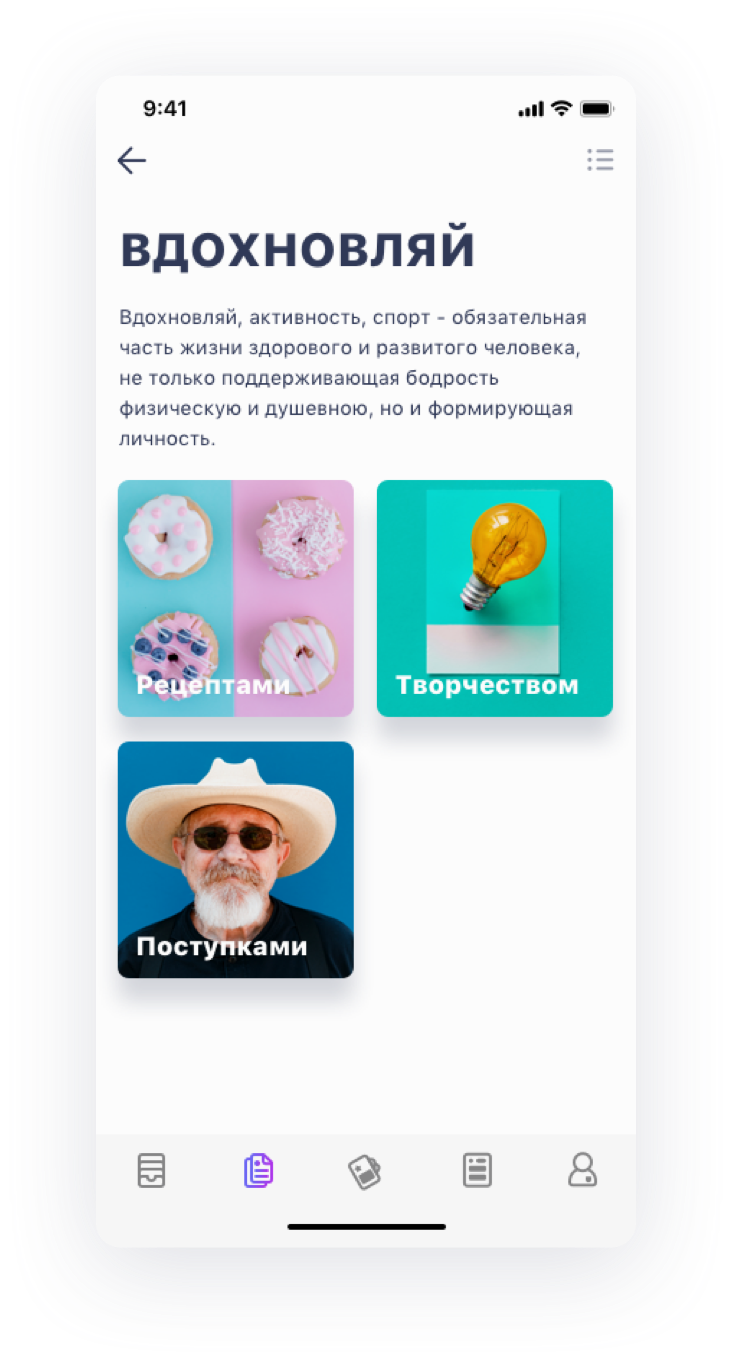 9:41
вдохновляй
Вдохновляй, активность, спорт - обязательная
часть жизни здорового и развитого человека,
не только поддерживающая бодрость
физическую и душевною, но и формирующая
личность.
Рецептами
Творчеством
Поступками